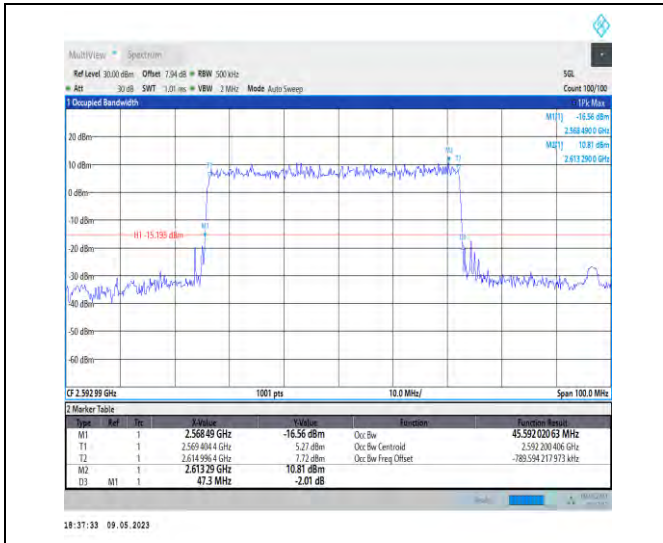 MultiView Spectrum
Ref Level 30.00 dBm Offset 7.94 dB RBW 500 kHz SGL
Att 30 dB SWT 1.01 ms VBW 2 MHz Mode Auto Sweep Count 100/100
1 Occupied Bandwidth 1Pk Max
M1[1] -16.56 dBm
2.568 490 0 GHz
M2[1] 10.81 dBm
2.613 290 0 GHz
20 dBm
M2
10 dBm
0 dBm
-10 dBm
M1
H1 -15.195 dBm
-20 dBm
-30 dBm
-40 dBm
-50 dBm
-60 dBm
CF 2.592 99 GHz 1001 pts 10.0 MHz/ Span 100.0 MHz
2 Marker Table
Type Ref Trc X-Value Y-Value Function Function Result
M1 1 2.568 49 GHz -16.56 dBm Occ Bw 45.592 020 63 MHz
T1 1 2.569 404 4 GHz 5.27 dBm Occ Bw Centroid 2.592 200 406 GHz
T2 1 2.614 996 4 GHz 7.72 dBm Occ Bw Freq Offset -789.594 217 973 kHz
M2 1 2.613 29 GHz 10.81 dBm
D3 M1 1 47.3 MHz -2.01 dB
18:37:33 09.05.2023